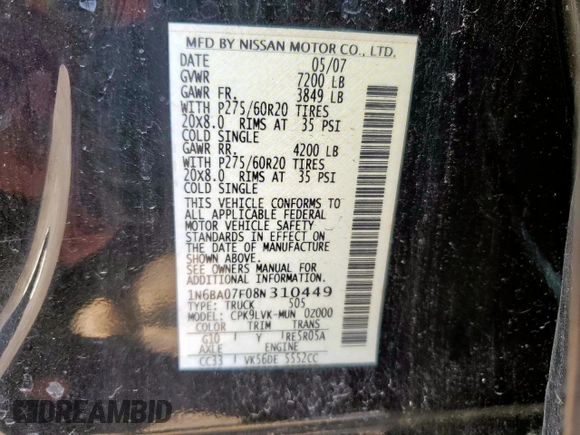 MFD BY NISSAN MOTOR CO., LTD.
DATE 05/07
GVWR 7200 LB
GAWR FR. 3849 LB
WITH P275/60R20 TIRES
20X8.0 RIMS AT 35 PSI
COLD SINGLE
GAWR RR. 4200 LB
WITH P275/60R20 TIRES
20X8.0 RIMS AT 35 PSI
COLD SINGLE
THIS VEHICLE CONFORMS TO
ALL APPLICABLE FEDERAL
MOTOR VEHICLE SAFETY
STANDARDS IN EFFECT ON
THE DATE OF MANUFACTURE
SHOWN ABOVE.
SEE OWNERS MANUAL FOR
ADDITIONAL INFORMATION.
1N6BA07F08N310449
TYPE: TRUCK 505
MODEL: CPK9LVK-MUN 02000
COLOR TRIM TRANS
G10 Y RE5R05A
AXLE ENGINE
CC33 VK56DE 5552CC
DREAMBID